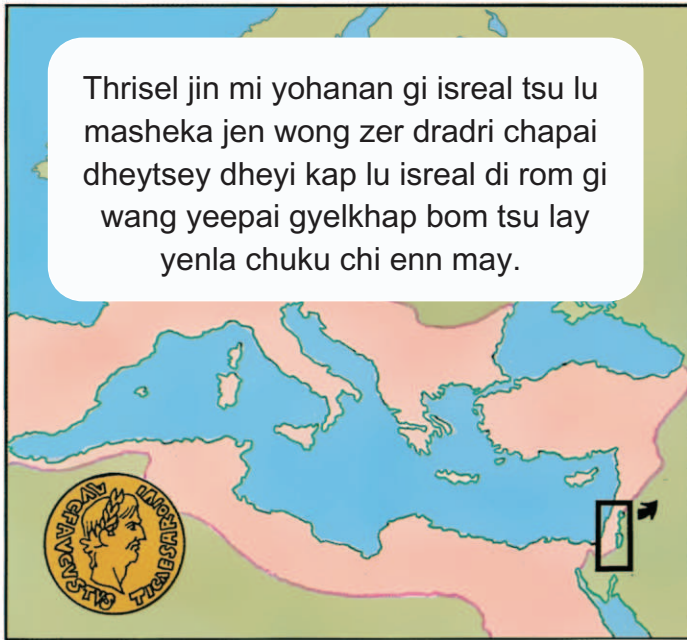 Thrisel jin mi yohanan gi isreal tsu lu
masheka jen wong zer dradri chapai
dheytsey dheyi kap lu isreal di rom gi
wang yeepai gyelkhap bom tsu lay
yenla chuku chi enn may.